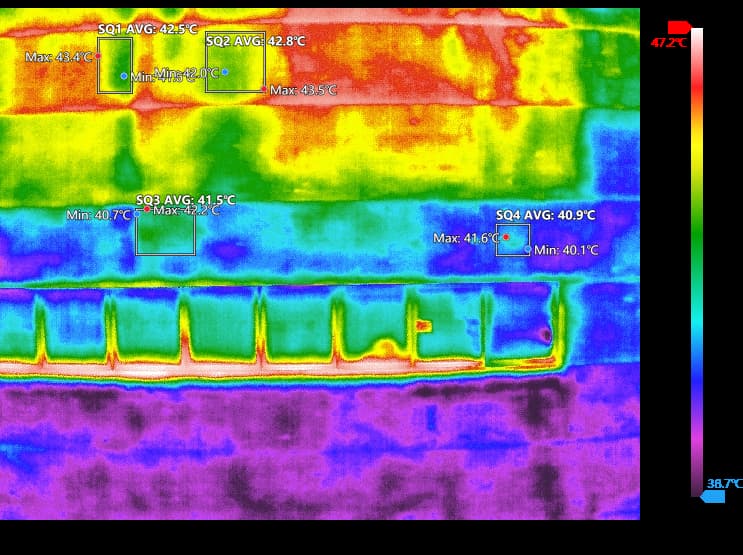 SQ1 AVG: 42.5℃
SQ2 AVG: 42.8℃
47.2℃
Max: 43.4℃
Min: 42.0℃
Max: 43.5℃
SQ3 AVG: 41.5℃
Min: 40.7℃
Max: 42.2℃
SQ4 AVG: 40.9℃
Max: 41.6℃
Min: 40.1℃